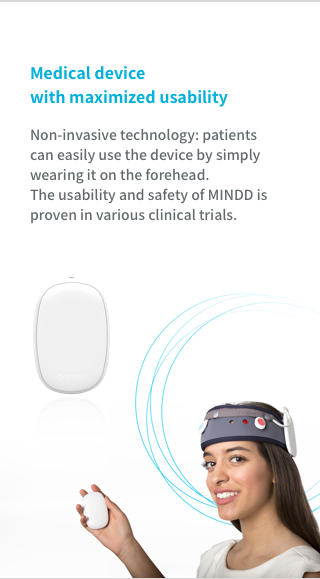 Medical device
with maximized usability
Non-invasive technology: patients
can easily use the device by simply
wearing it on the forehead.
The usability and safety of MINDD is
proven in various clinical trials.